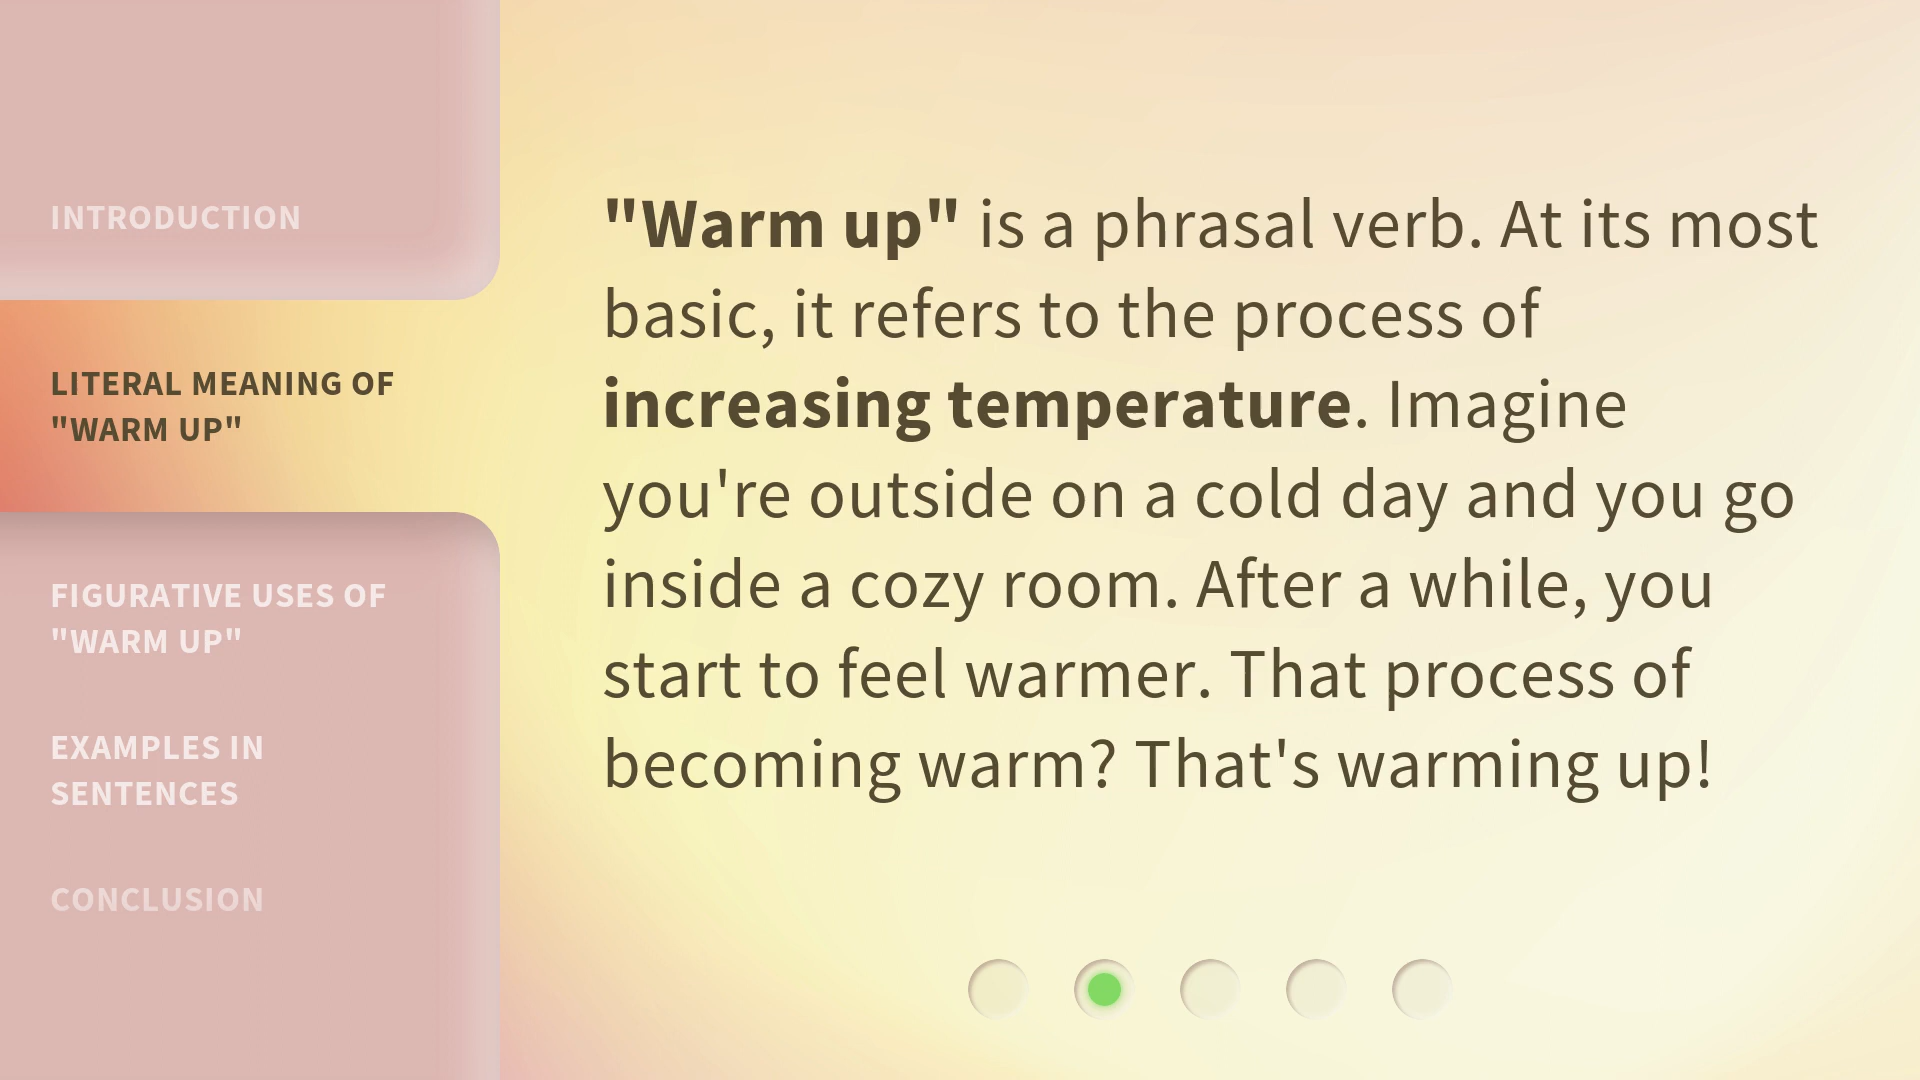 INTRODUCTION
LITERAL MEANING OF
"WARM UP"
FIGURATIVE USES OF
"WARM UP"
EXAMPLES IN
SENTENCES
CONCLUSION
"Warm up" is a phrasal verb. At its most
basic, it refers to the process of
increasing temperature. Imagine
you're outside on a cold day and you go
inside a cozy room. After a while, you
start to feel warmer. That process of
becoming warm? That's warming up!